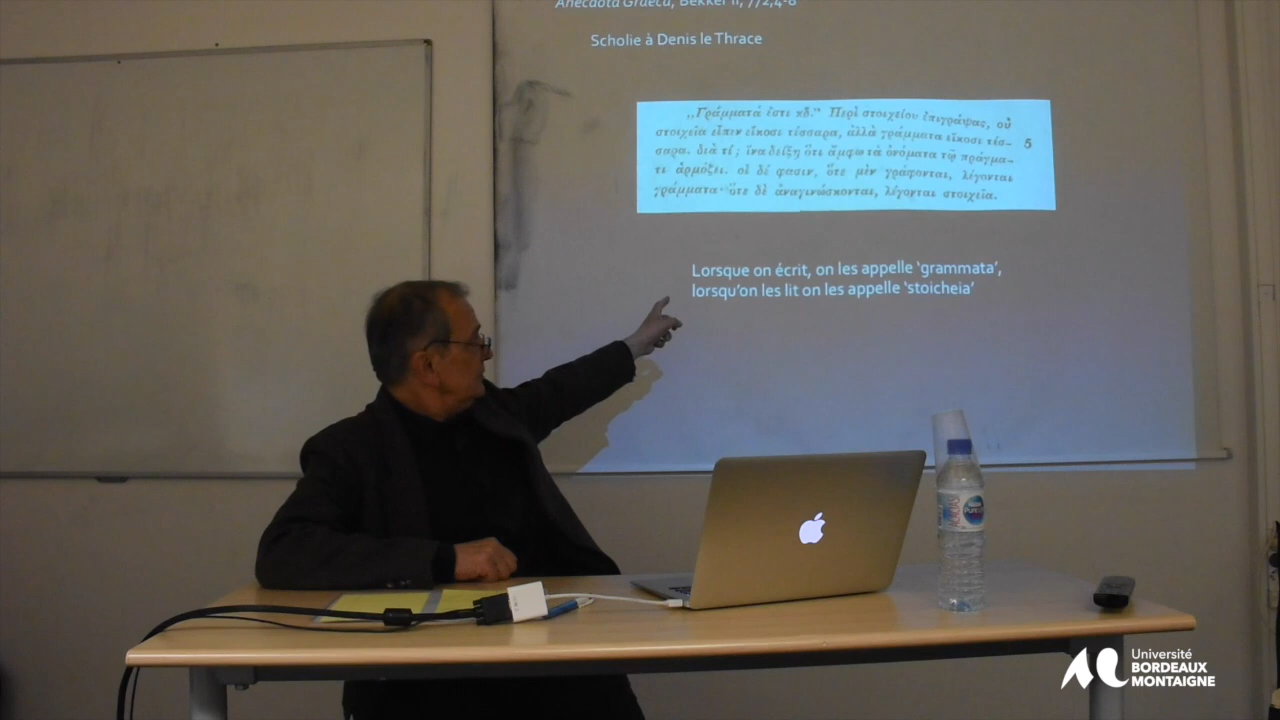 Anecdota Graeca, Bekker II, 772,4-8
Scholie à Denis le Thrace
„Γράμματά ἐστι κδ." Περὶ στοιχείου ἐπιγράψας, οὐ
στοιχεῖα εἶπεν εἴκοσι τέσσαρα, ἀλλὰ γράμματα εἴκοσι τέσ-
σαρα. διὰ τί; ἵνα δείξῃ ὅτι ἄμφω τὰ ὀνόματα τῷ πράγμα-
τι ἁρμόζει. οἱ δέ φασιν, ὅτε μὲν γράφονται, λέγονται
γράμματα· ὅτε δὲ ἀναγινώσκονται, λέγονται στοιχεῖα.
5
Lorsque on écrit, on les appelle ‘grammata’,
lorsqu’on les lit on les appelle ‘stoicheia’
Université
BORDEAUX
MONTAIGNE